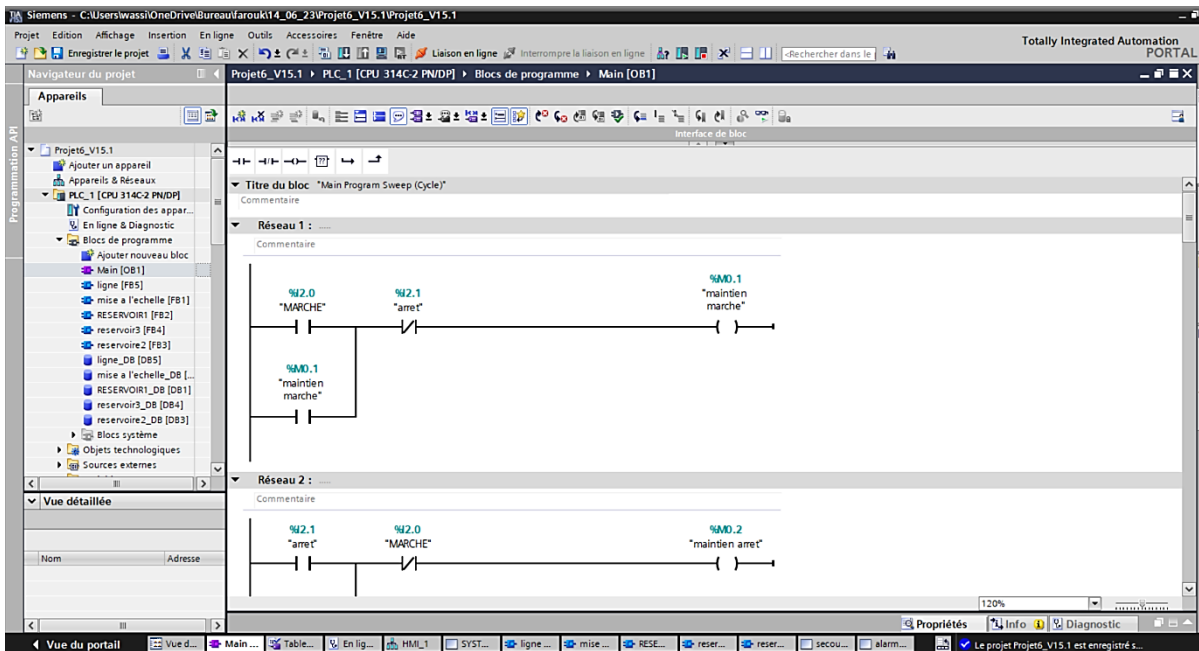 Siemens - C:\Users\wassi\OneDrive\Bureau\farouk\14_06_23\Projet6_V15.1\Projet6_V15.1
Projet Edition Affichage Insertion En ligne Outils Accessoires Fenêtre Aide
Totally Integrated Automation
PORTAL
Enregistrer le projet Liaison en ligne Interrompre la liaison en ligne <Rechercher dans le
Navigateur du projet
Projet6_V15.1 PLC_1 [CPU 314C-2 PN/DP] Blocs de programme Main [OB1]
Appareils
Interface de bloc
Programmation API
Projet6_V15.1
Ajouter un appareil
Appareils & Réseaux
PLC_1 [CPU 314C-2 PN/DP]
Configuration des appar...
En ligne & Diagnostic
Blocs de programme
Ajouter nouveau bloc
Main [OB1]
ligne [FB5]
mise a l'echelle [FB1]
RESERVOIR1 [FB2]
reservoir3 [FB4]
reservoire2 [FB3]
ligne_DB [DB5]
mise a l'echelle_DB [...
RESERVOIR1_DB [DB1]
reservoir3_DB [DB4]
reservoire2_DB [DB3]
Blocs système
Objets technologiques
Sources externes
Vue détaillée
Nom Adresse
Titre du bloc "Main Program Sweep (Cycle)"
Commentaire
Réseau 1 : .....
Commentaire
%I2.0
"MARCHE"
%I2.1
"arret"
%M0.1
"maintien
marche"
%M0.1
"maintien
marche"
Réseau 2 : .....
Commentaire
%I2.1
"arret"
%I2.0
"MARCHE"
%M0.2
"maintien arret"
120%
Propriétés Info Diagnostic
Vue du portail Vue d... Main ... Table... En lig... HMI_1 SYST... ligne ... mise ... RESE... reser... reser... secou... alarm... Le projet Projet6_V15.1 est enregistré s...